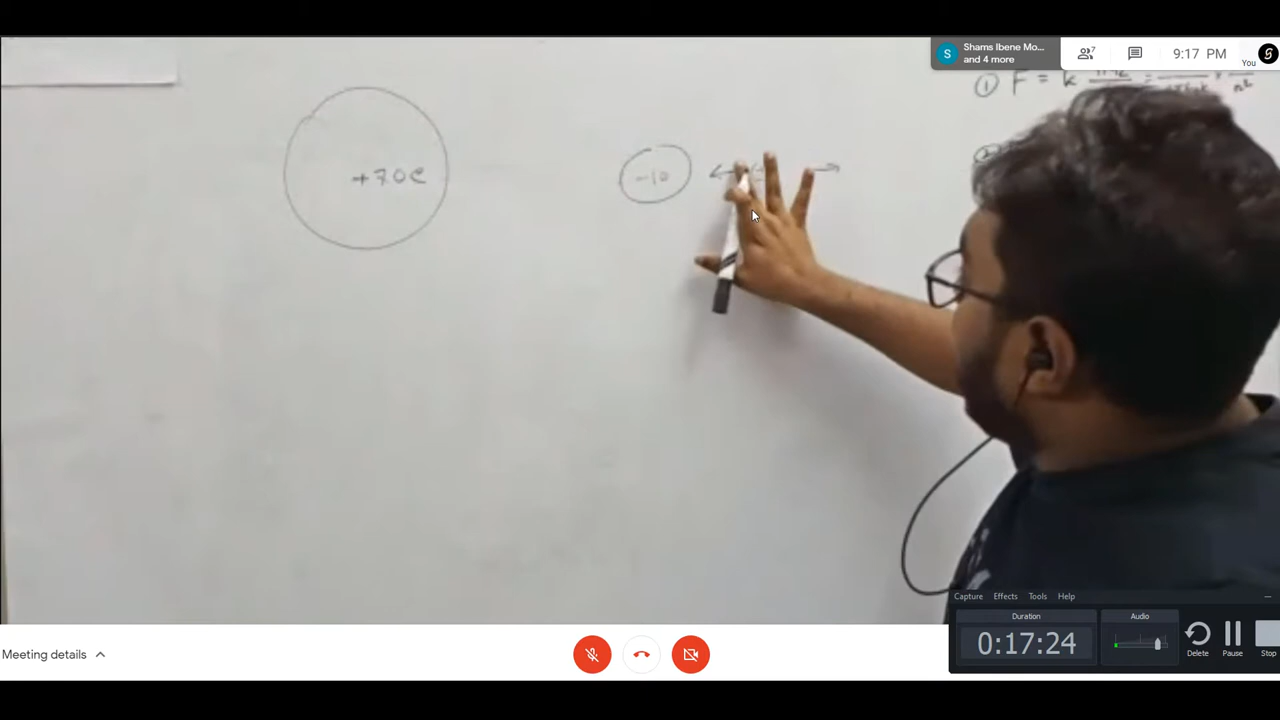 Shams Ibene Mo...
and 4 more
7
9:17 PM
You
① F = k
+70C
-10
Capture Effects Tools Help
Duration
Audio
0:17:24
Delete
Pause
Stop
Meeting details